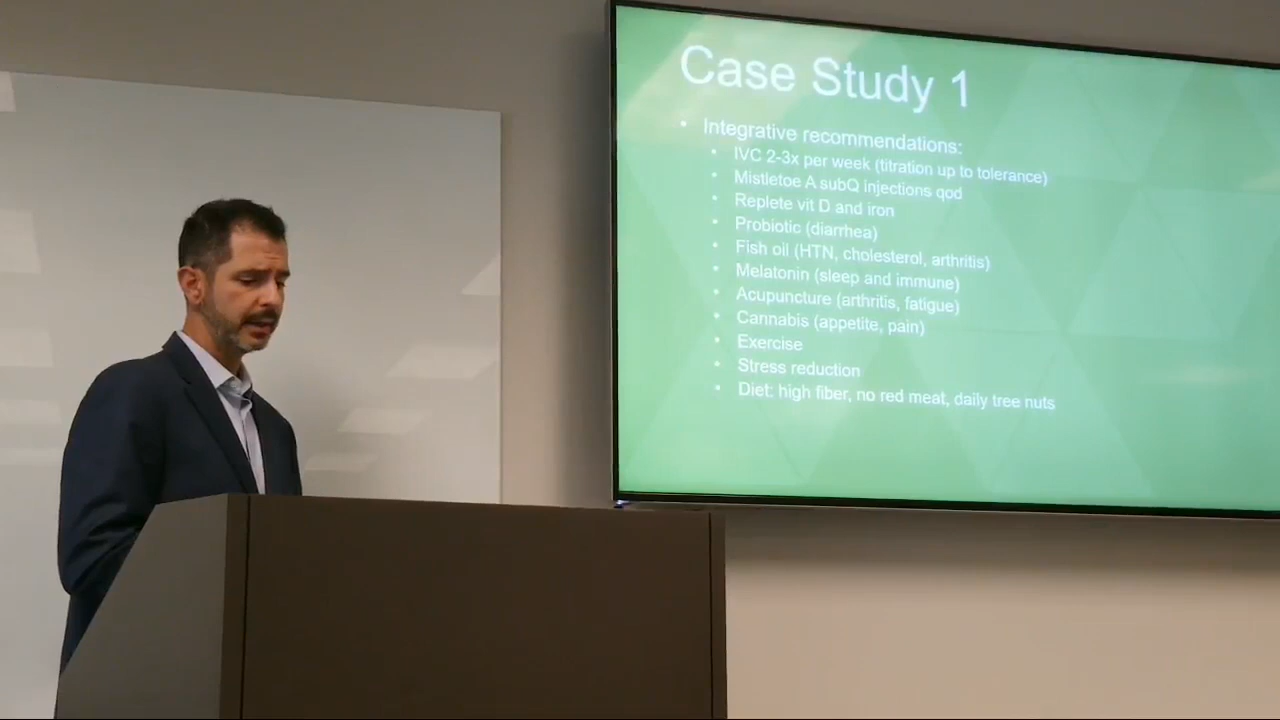 Case Study 1
• Integrative recommendations:
• IVC 2-3x per week (titration up to tolerance)
• Mistletoe A subQ injections qod
• Replete vit D and iron
• Probiotic (diarrhea)
• Fish oil (HTN, cholesterol, arthritis)
• Melatonin (sleep and immune)
• Acupuncture (arthritis, fatigue)
• Cannabis (appetite, pain)
• Exercise
• Stress reduction
• Diet: high fiber, no red meat, daily tree nuts